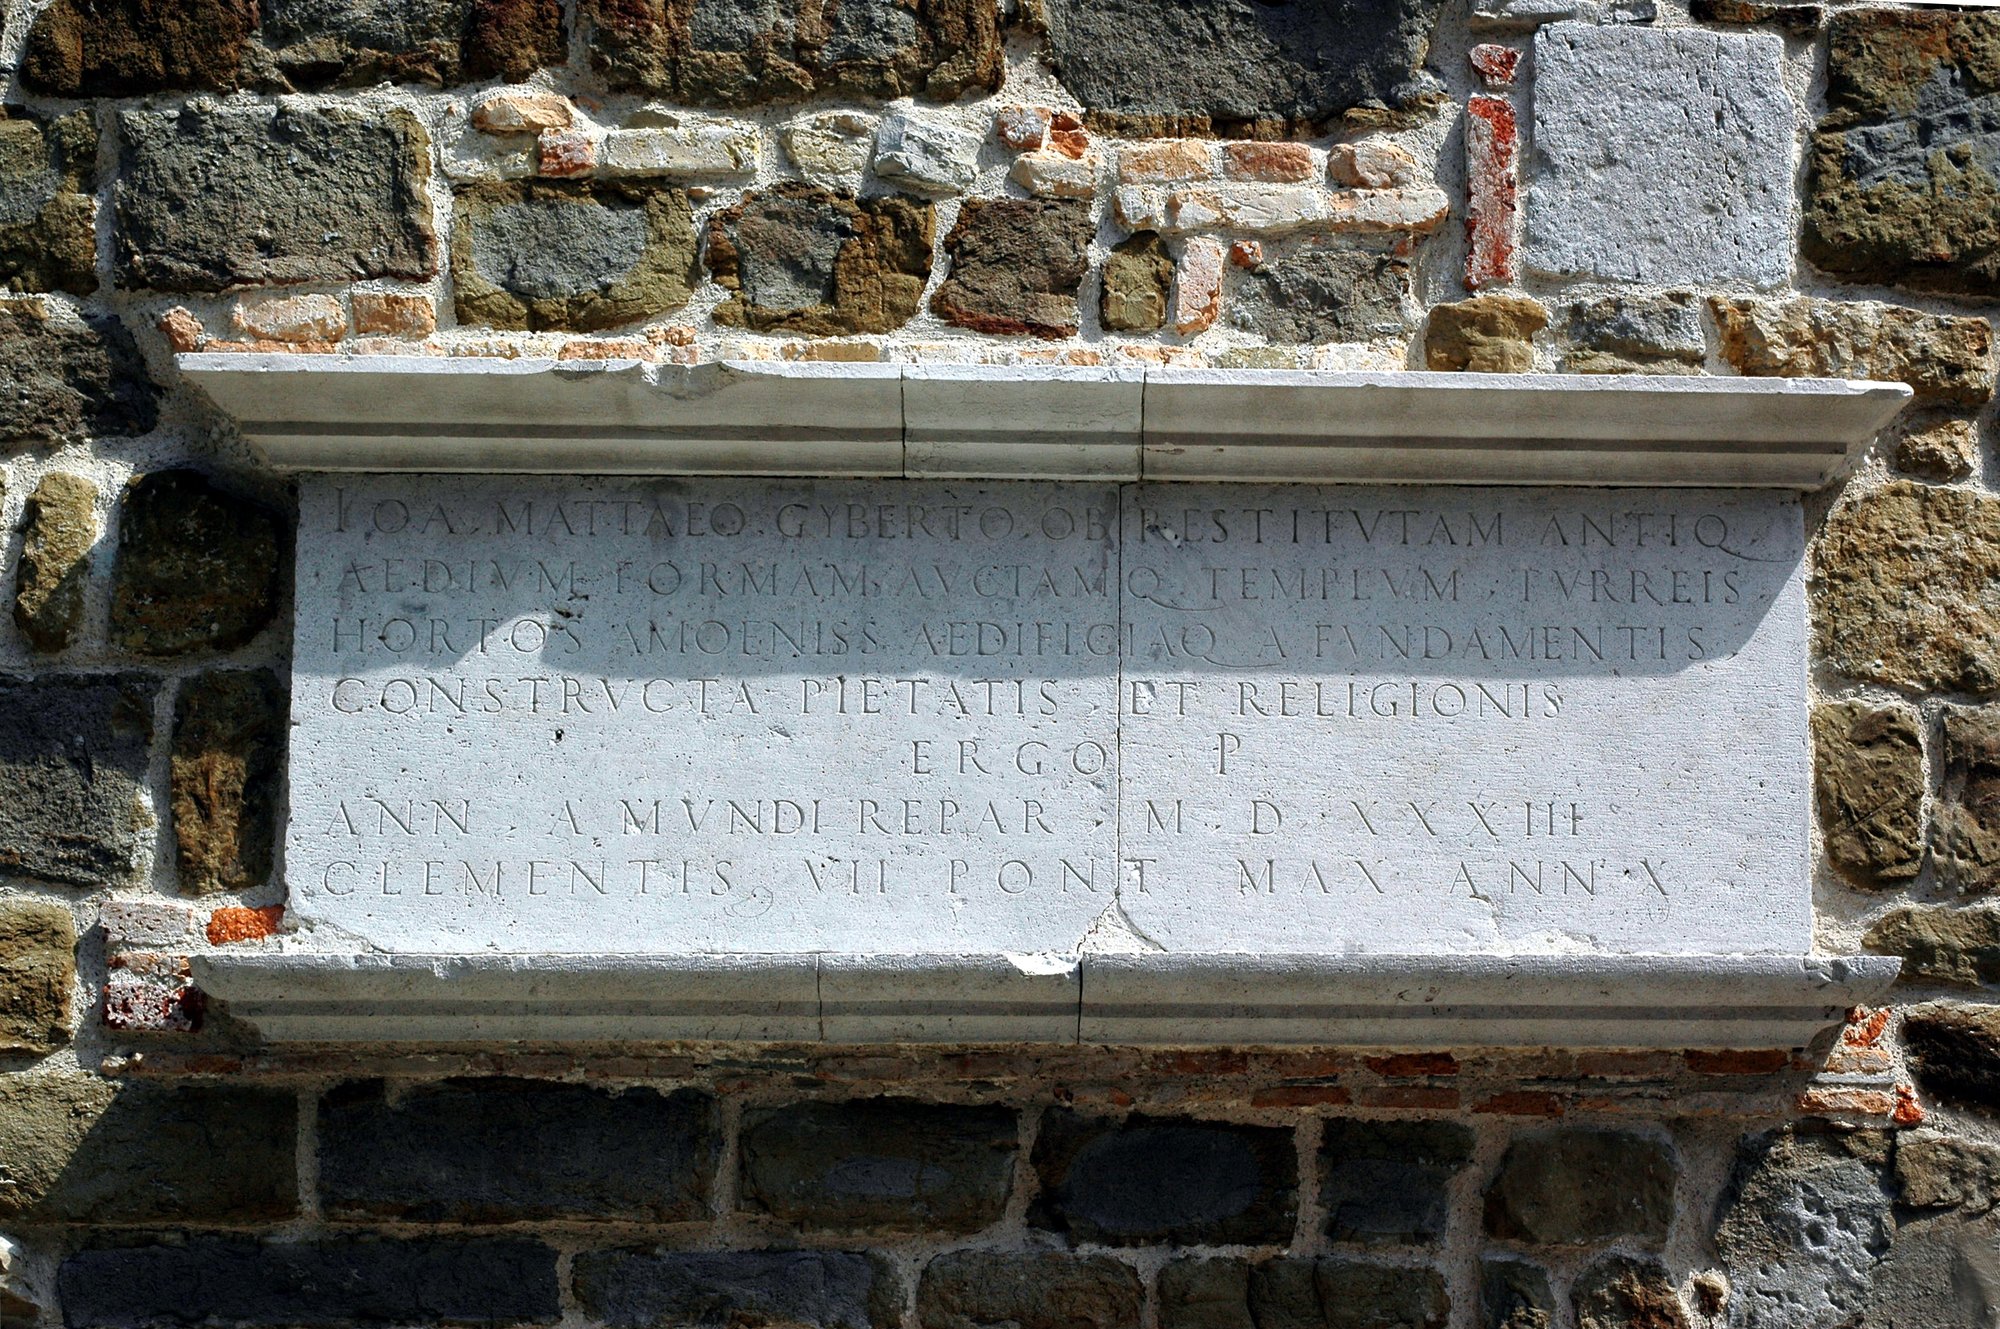 IOA. MATTAEO. GYBERTO. OB RESTITVTAM ANTIQ
AEDIVM FORMAM AVCTAMQ. TEMPLVM, TVRREIS,
HORTOS AMOENISS AEDIFICIAQ A FVNDAMENTIS,
CONSTRVCTA PIETATIS, ET RELIGIONIS
ERGO P
ANN, A MVNDI REPAR, M. D. XXXIII
CLEMENTIS, VII PONT MAX ANN X